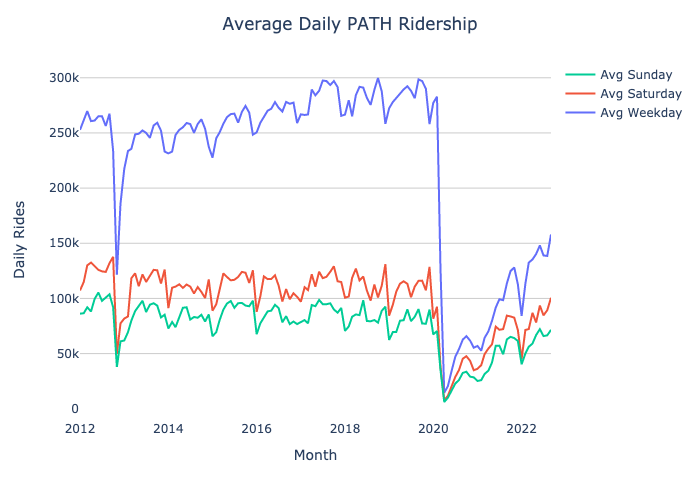 Average Daily PATH Ridership
Avg Sunday
Avg Saturday
Avg Weekday
Daily Rides
300k
250k
200k
150k
100k
50k
0
2012
2014
2016
2018
2020
2022
Month